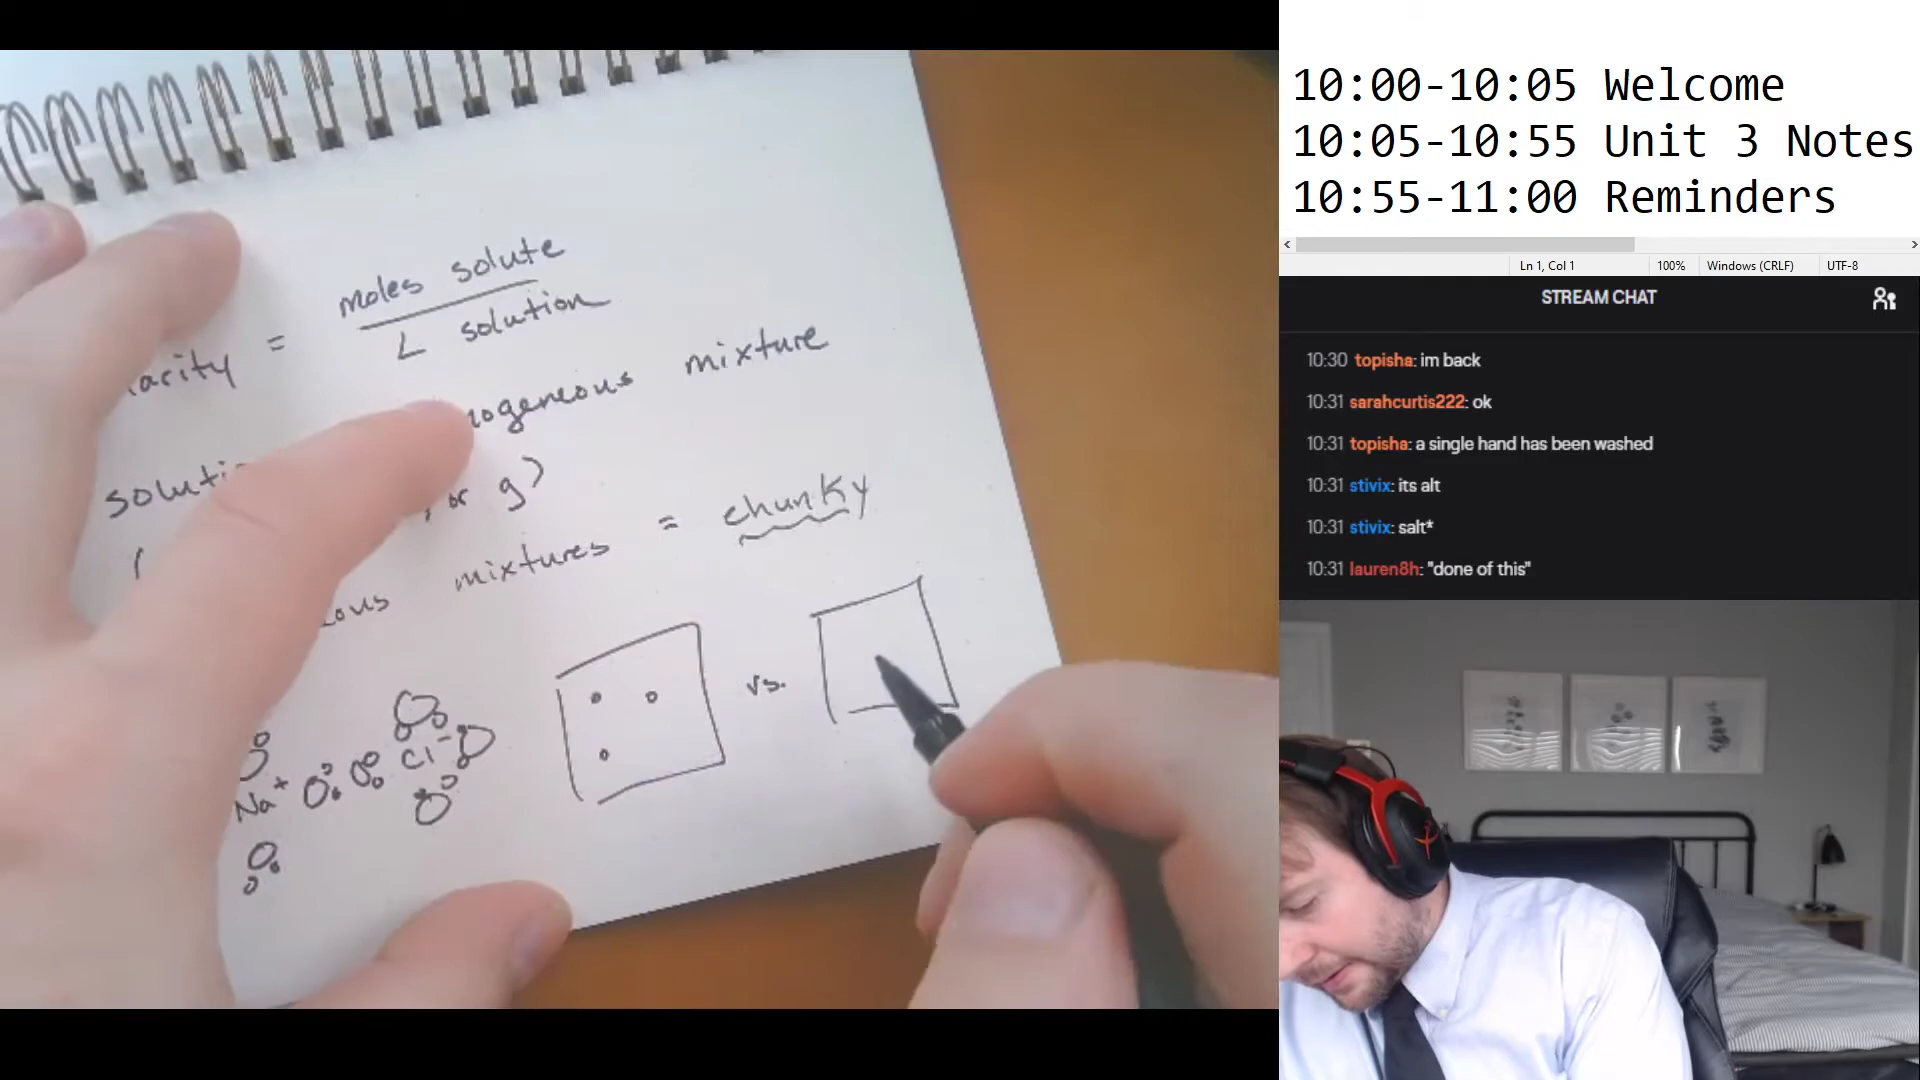 moles solute
arity =
L solution
ogeneous mixture
soluti
or g)
ous mixtures = chunky
vs.
Na+
Cl-
10:00-10:05 Welcome
10:05-10:55 Unit 3 Notes
10:55-11:00 Reminders
Ln 1, Col 1 100% Windows (CRLF) UTF-8
STREAM CHAT
10:30 topisha: im back
10:31 sarahcurtis222: ok
10:31 topisha: a single hand has been washed
10:31 stivix: its alt
10:31 stivix: salt*
10:31 lauren8h: "done of this"